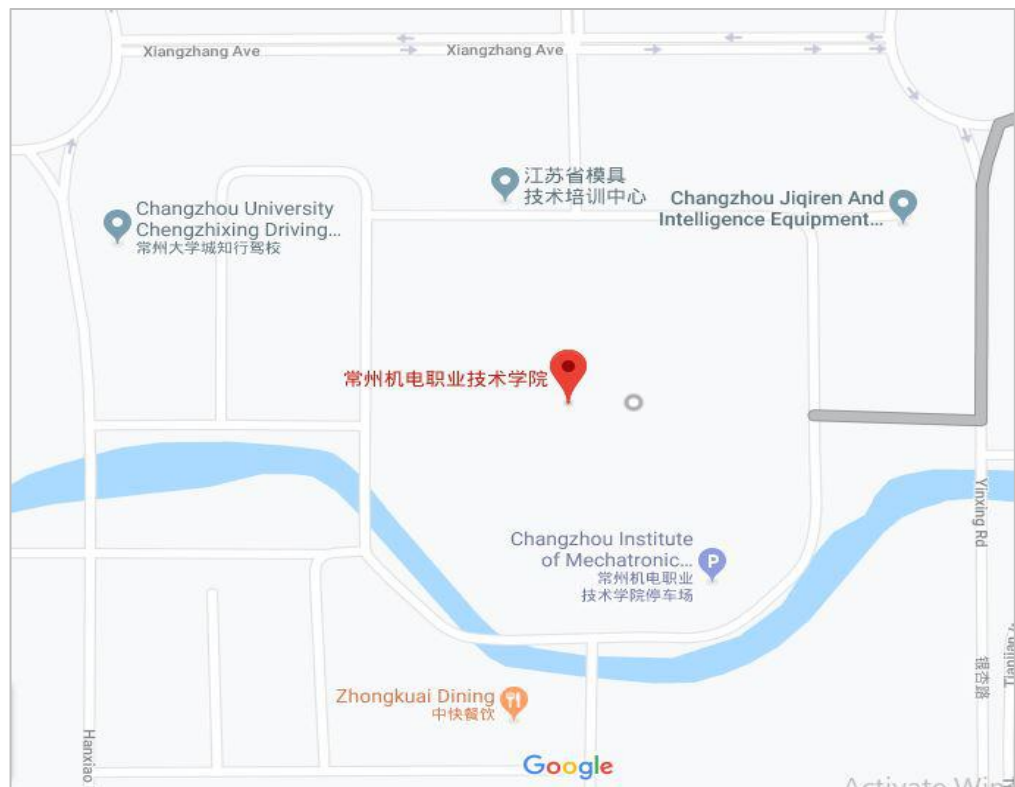 Xiangzhang Ave
Xiangzhang Ave
江苏省模具
技术培训中心
Changzhou Jiqiren And
Intelligence Equipment...
Changzhou University
Chengzhixing Driving...
常州大学城知行驾校
常州机电职业技术学院
Yinxing Rd
Changzhou Institute
of Mechatronic...
常州机电职业
技术学院停车场
P
银杏路
Zhongkuai Dining
中快餐饮
Hanxiao
Google